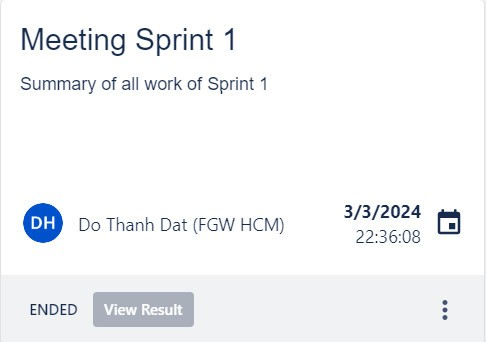 Meeting Sprint 1
Summary of all work of Sprint 1
DH Do Thanh Dat (FGW HCM)
3/3/2024
22:36:08
ENDED View Result